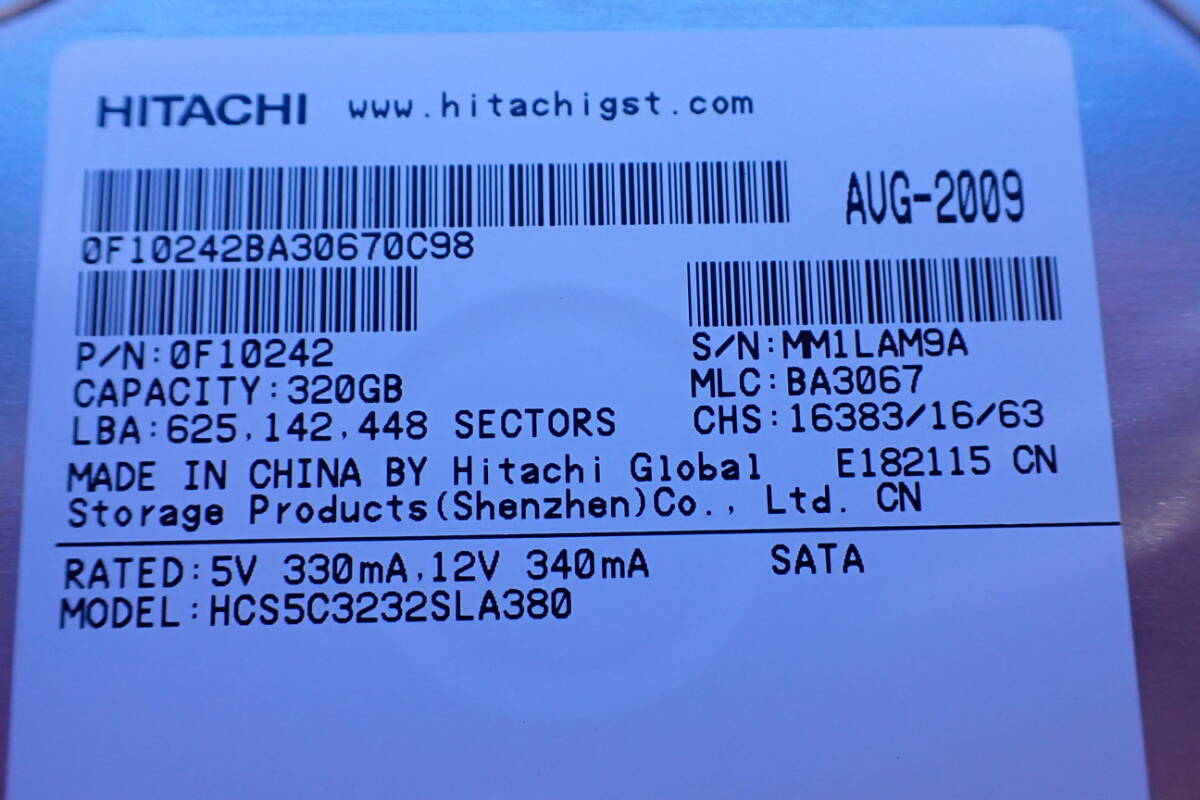 HITACHI www.hitachigst.com
AUG-2009
0F10242BA30670C98
P/N:0F10242
S/N:MM1LAM9A
CAPACITY:320GB
MLC:BA3067
LBA:625,142,448 SECTORS
CHS:16383/16/63
MADE IN CHINA BY Hitachi Global E182115 CN
Storage Products(Shenzhen)Co., Ltd. CN
RATED:5V 330mA,12V 340mA SATA
MODEL:HCS5C3232SLA380